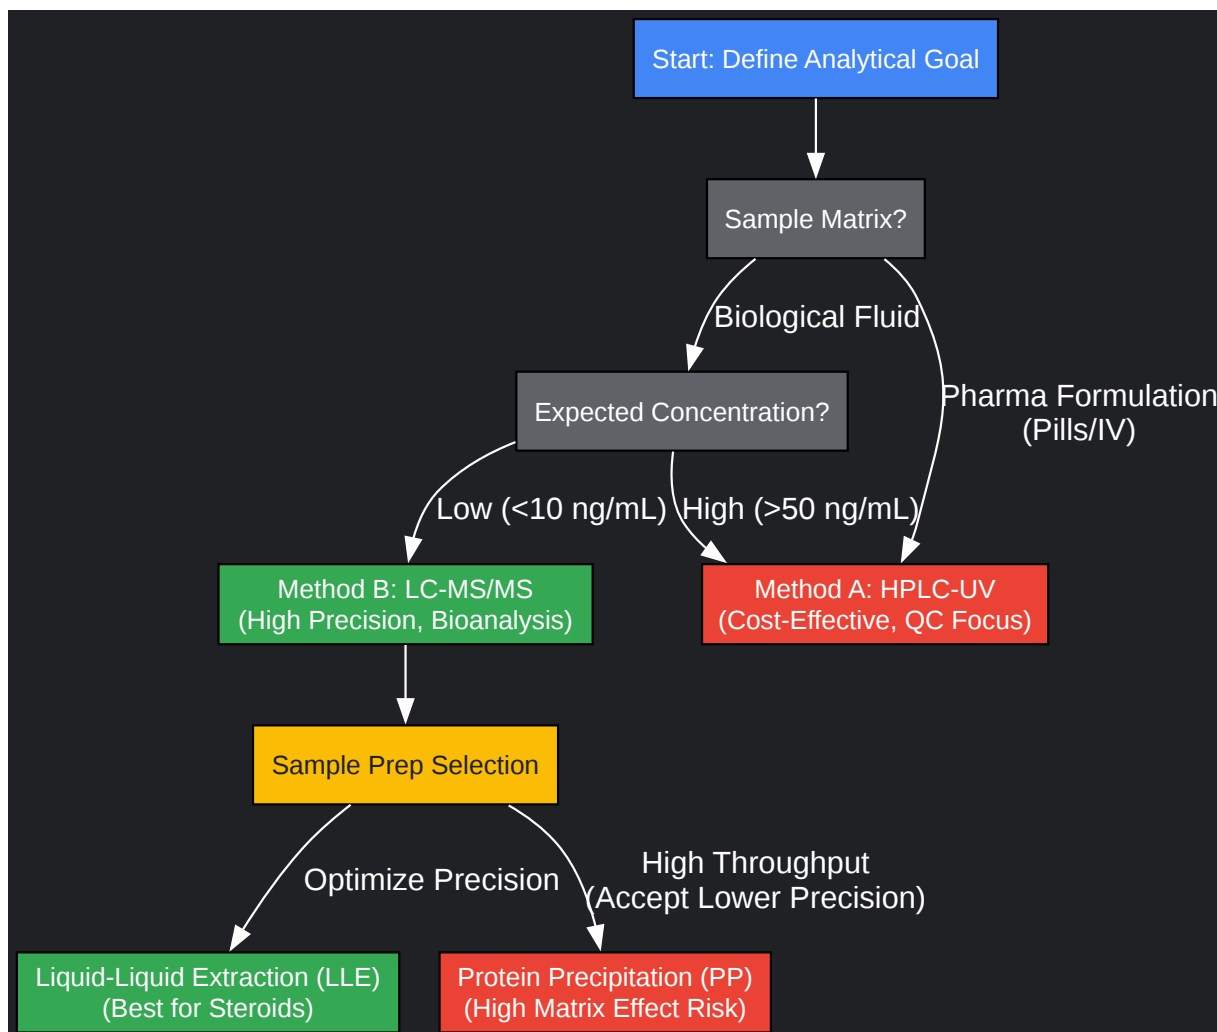 Start: Define Analytical Goal
Sample Matrix?
Biological Fluid
Pharma Formulation
(Pills/IV)
Expected Concentration?
Low (<10 ng/mL)
High (>50 ng/mL)
Method B: LC-MS/MS
(High Precision, Bioanalysis)
Method A: HPLC-UV
(Cost-Effective, QC Focus)
Sample Prep Selection
Optimize Precision
High Throughput
(Accept Lower Precision)
Liquid-Liquid Extraction (LLE)
(Best for Steroids)
Protein Precipitation (PP)
(High Matrix Effect Risk)